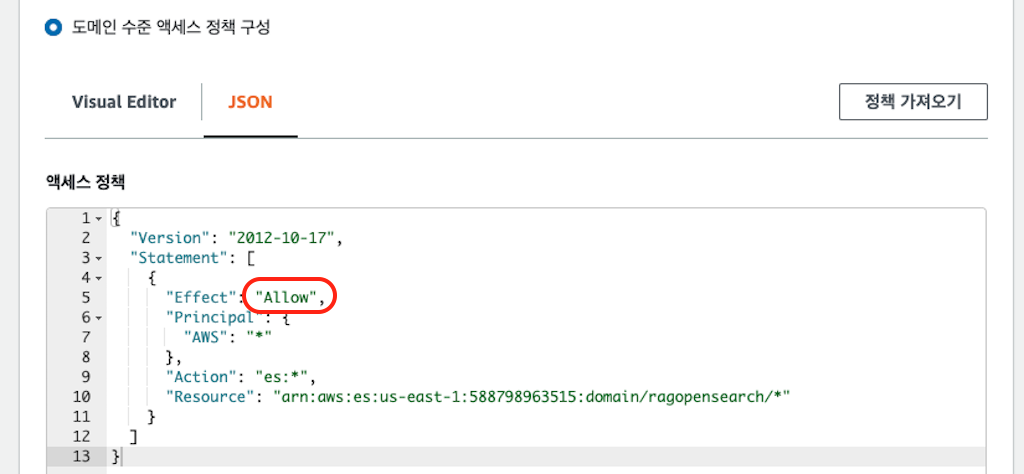 도메인 수준 액세스 정책 구성
Visual Editor JSON 정책 가져오기
액세스 정책
1 {
2 "Version": "2012-10-17",
3 "Statement": [
4 {
5 "Effect": "Allow",
6 "Principal": {
7 "AWS": "*"
8 },
9 "Action": "es:*",
10 "Resource": "arn:aws:es:us-east-1:588798963515:domain/ragopensearch/*"
11 }
12 ]
13 }